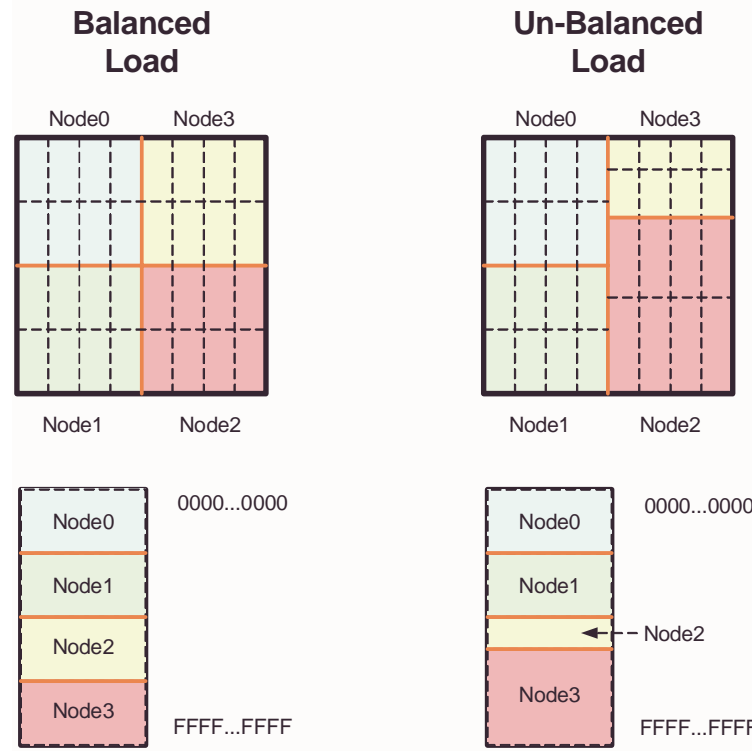 Balanced
Load
Node0
Node3
Node1
Node2
Node0
Node1
Node2
Node3
0000...0000
FFFF...FFFF
Un-Balanced
Load
Node0
Node3
Node1
Node2
Node0
Node1
Node2
Node3
0000...0000
FFFF...FFFF